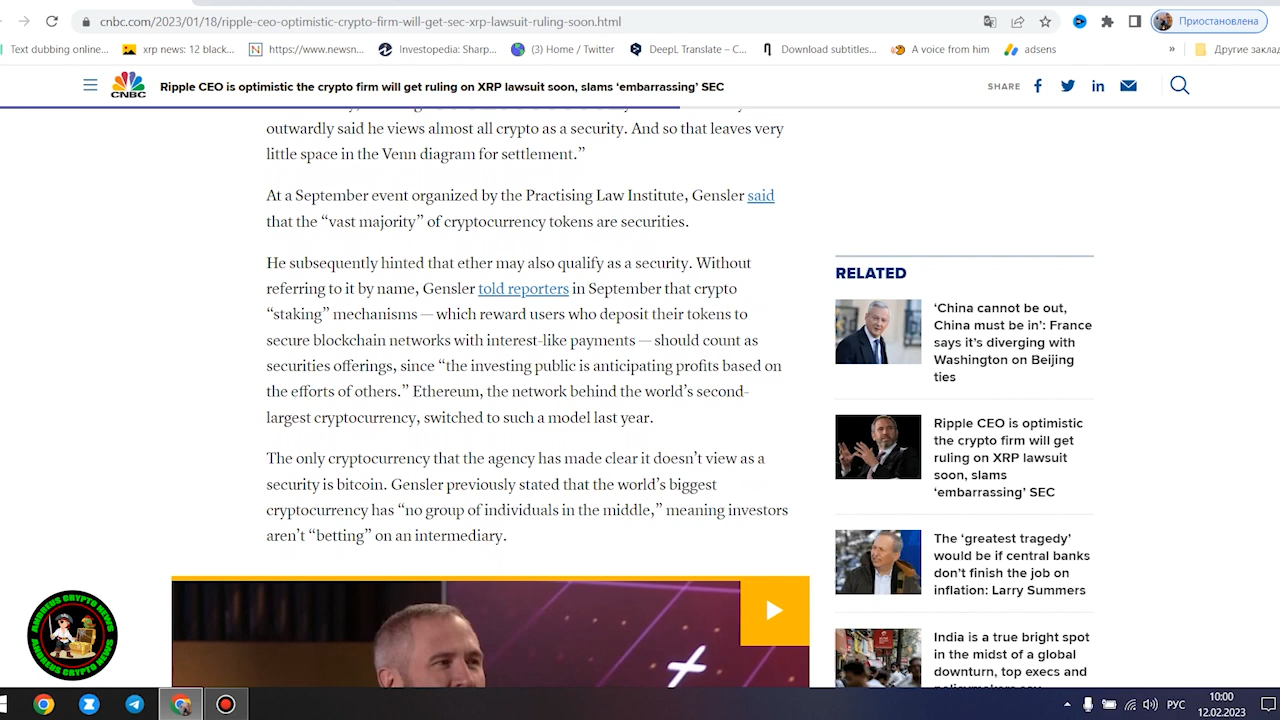 cnbc.com/2023/01/18/ripple-ceo-optimistic-crypto-firm-will-get-sec-xrp-lawsuit-ruling-soon.html
Приостановлена
Text dubbing online...
xrp news: 12 black...
https://www.newsn...
Investopedia: Sharp...
(3) Home / Twitter
DeepL Translate – C...
Download subtitles...
A voice from him
adsens
»
Другие закла
CNBC
Ripple CEO is optimistic the crypto firm will get ruling on XRP lawsuit soon, slams ‘embarrassing’ SEC
SHARE
outwardly said he views almost all crypto as a security. And so that leaves very
little space in the Venn diagram for settlement.”
At a September event organized by the Practising Law Institute, Gensler said
that the “vast majority” of cryptocurrency tokens are securities.
He subsequently hinted that ether may also qualify as a security. Without
referring to it by name, Gensler told reporters in September that crypto
“staking” mechanisms — which reward users who deposit their tokens to
secure blockchain networks with interest-like payments — should count as
securities offerings, since “the investing public is anticipating profits based on
the efforts of others.” Ethereum, the network behind the world’s second-
largest cryptocurrency, switched to such a model last year.
The only cryptocurrency that the agency has made clear it doesn’t view as a
security is bitcoin. Gensler previously stated that the world’s biggest
cryptocurrency has “no group of individuals in the middle,” meaning investors
aren’t “betting” on an intermediary.
RELATED
‘China cannot be out,
China must be in’: France
says it’s diverging with
Washington on Beijing
ties
Ripple CEO is optimistic
the crypto firm will get
ruling on XRP lawsuit
soon, slams
‘embarrassing’ SEC
The ‘greatest tragedy’
would be if central banks
don’t finish the job on
inflation: Larry Summers
India is a true bright spot
in the midst of a global
downturn, top execs and
ANDREUS CRYPTO NEWS
ANDREUS CRYPTO NEWS
РУС
10:00
12.02.2023